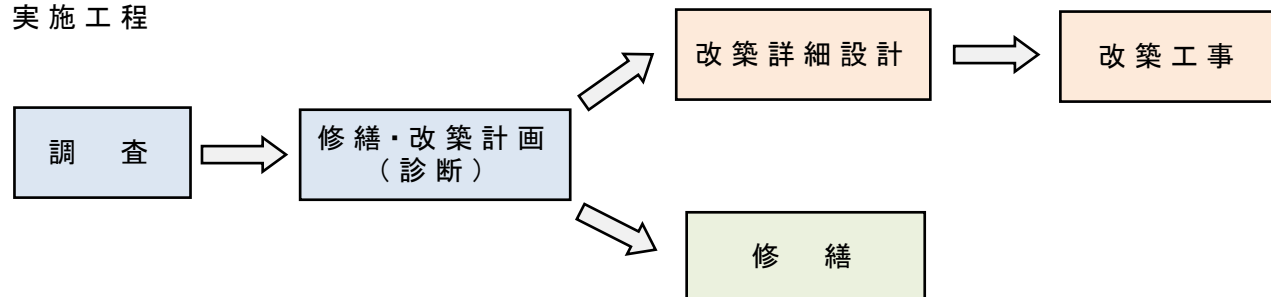 実施工程
調　査
修繕・改築計画
（診断）
改築詳細設計
改築工事
修　繕